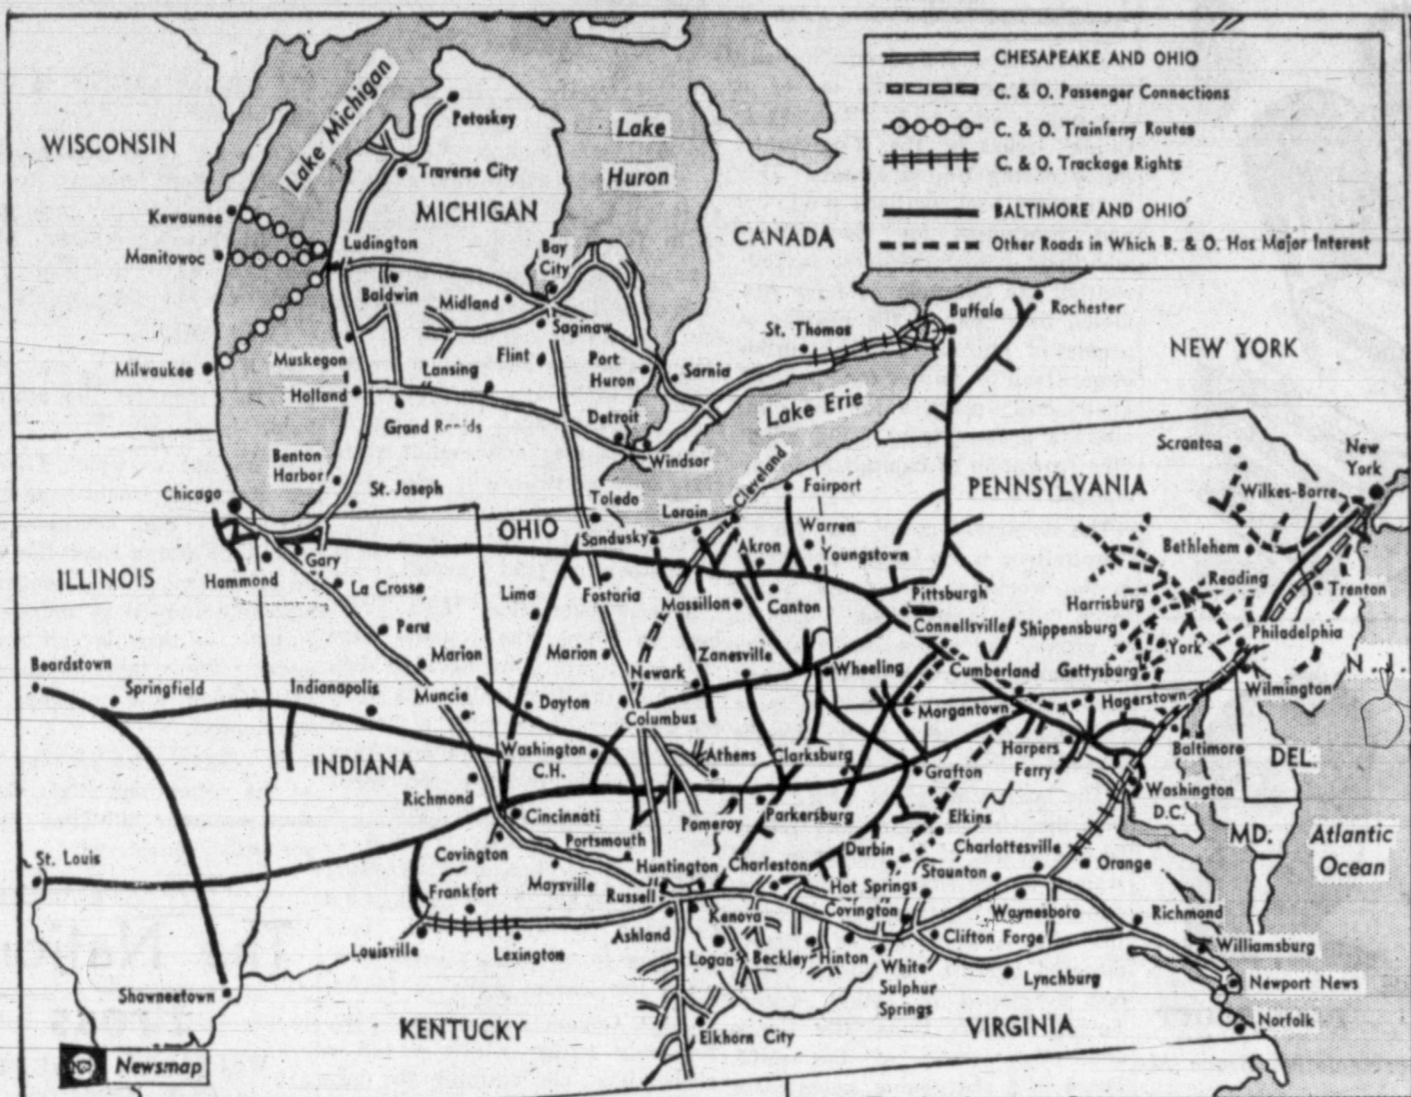 CHESAPEAKE AND OHIO
C. & O. Passenger Connections
C. & O. Trainferry Routes
C. & O. Trackage Rights
BALTIMORE AND OHIO
Other Roads in Which B. & O. Has Major Interest
WISCONSIN
Lake Michigan
Petoskey
Traverse City
MICHIGAN
Lake
Huron
CANADA
Kewaunee
Manitowoc
Milwaukee
Ludington
Baldwin
Midland
Bay
City
Saginaw
Muskegon
Holland
Lansing
Flint
Port
Huron
Sarnia
St. Thomas
Buffalo
Rochester
NEW YORK
Grand Rapids
Detroit
Windsor
Lake Erie
Benton
Harbor
St. Joseph
Chicago
Toledo
Lorain
Cleveland
Fairport
PENNSYLVANIA
Scranton
New
York
Wilkes-Barre
OHIO
Sandusky
Akron
Warren
Youngstown
Bethlehem
ILLINOIS
Hammond
Gary
La Crosse
Lima
Fostoria
Massillon
Canton
Pittsburgh
Harrisburg
Reading
Trenton
Peru
Connellsville
Shippensburg
York
Philadelphia
Beardstown
Springfield
Indianapolis
Marion
Marion
Newark
Zanesville
Wheeling
Cumberland
Gettysburg
N. J.
Muncie
Dayton
Columbus
Morgantown
Hagerstown
Wilmington
INDIANA
Washington
C.H.
Athens
Clarksburg
Grafton
Harpers
Ferry
Baltimore
DEL.
Richmond
Cincinnati
Portsmouth
Pomeroy
Parkersburg
Elkins
Washington
D.C.
MD.
Atlantic
Ocean
St. Louis
Covington
Maysville
Huntington
Charleston
Durbin
Charlottesville
Orange
Frankfort
Russell
Hot Springs
Staunton
Louisville
Lexington
Ashland
Kenova
Covington
Waynesboro
Richmond
Logan
Beckley
Hinton
White
Sulphur
Springs
Clifton Forge
Williamsburg
Lynchburg
Newport News
Shawneetown
KENTUCKY
Elkhorn City
VIRGINIA
Norfolk
Newsmap